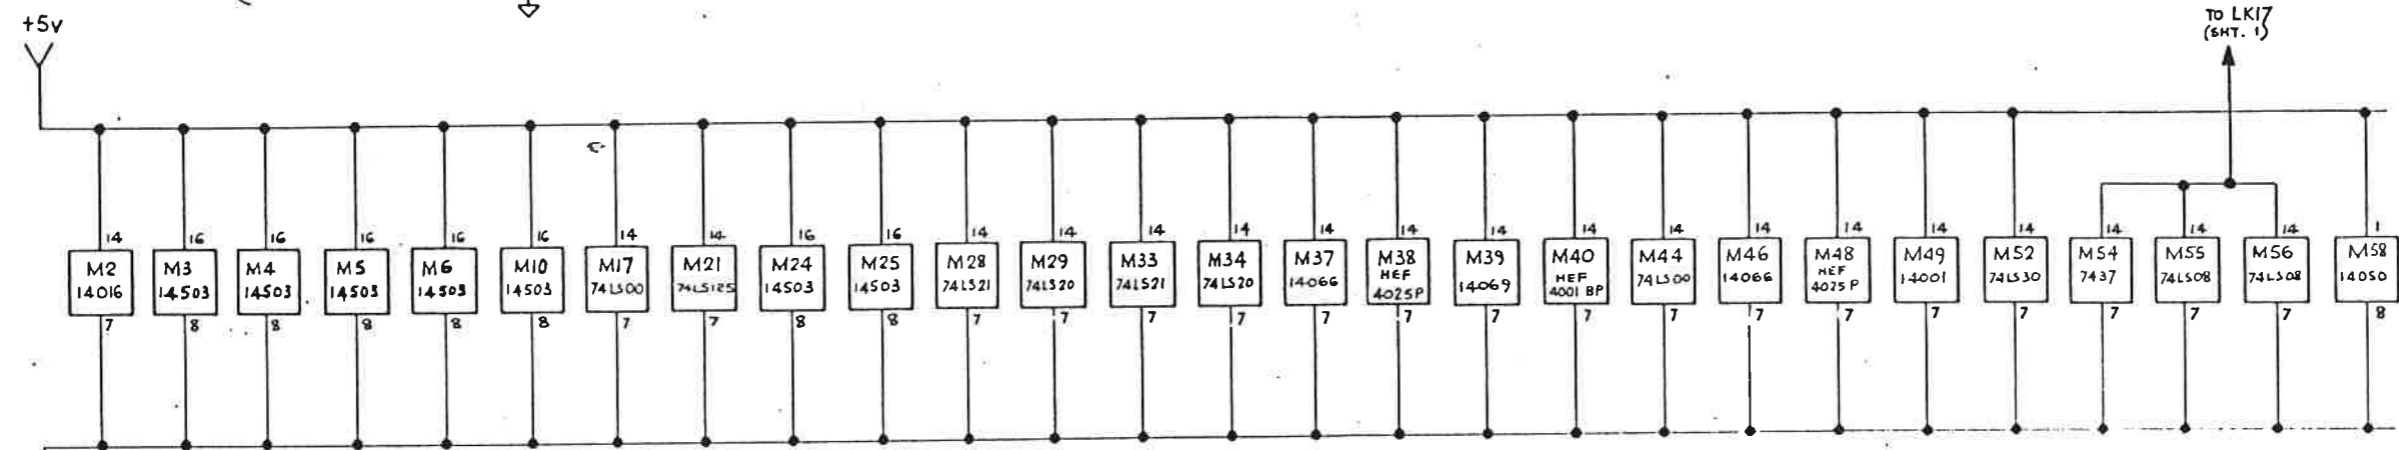 +5v
TO LK17
(SHT. 1)
14
M2
14016
7
16
M3
14503
8
16
M4
14503
8
16
M5
14503
8
16
M6
14503
8
16
M10
14503
8
14
M17
74LS00
7
14
M21
74LS125
7
16
M24
14503
8
16
M25
14503
8
14
M28
74LS21
7
14
M29
74LS20
7
14
M33
74LS21
7
14
M34
74LS20
7
14
M37
14066
7
14
M38
HEF
4025P
7
14
M39
14069
7
14
M40
HEF
4001 BP
7
14
M44
74LS00
7
14
M46
14066
7
14
M48
HEF
4025 P
7
14
M49
14001
7
14
M52
74LS30
7
14
M54
7437
7
14
M55
74LS08
7
14
M56
74LS08
7
1
M58
14050
8